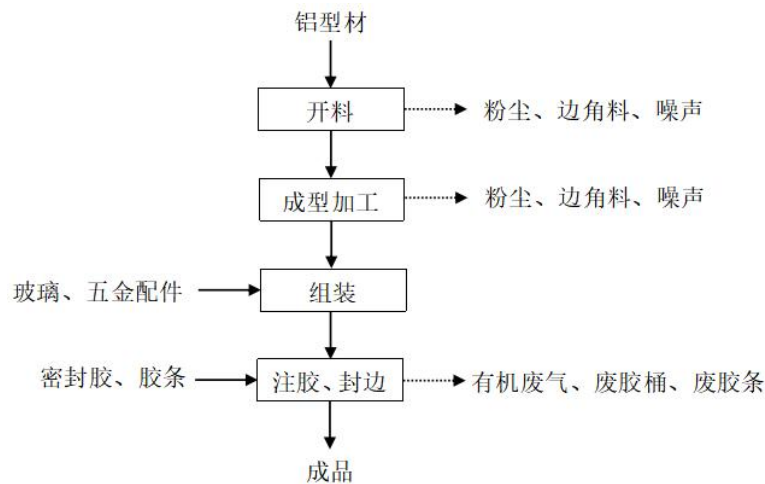 铝型材
开料
粉尘、边角料、噪声
成型加工
粉尘、边角料、噪声
玻璃、五金配件
组装
密封胶、胶条
注胶、封边
有机废气、废胶桶、废胶条
成品